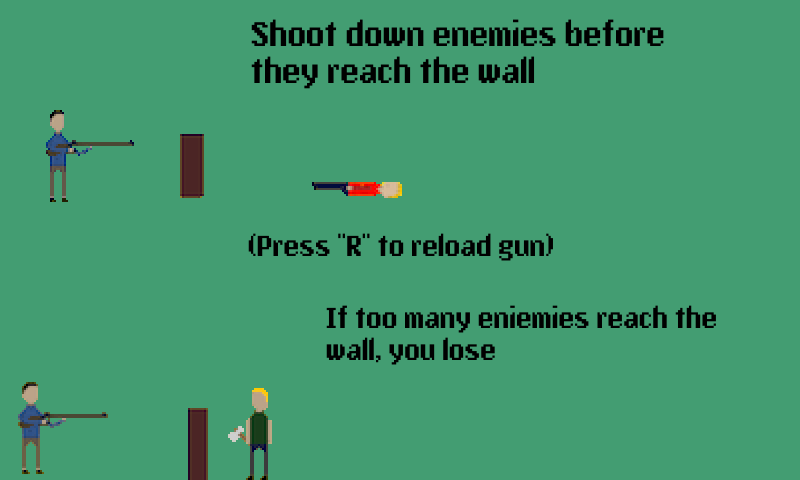 Shoot down enemies before
they reach the wall
(Press "R" to reload gun)
If too many eniemies reach the
wall, you lose